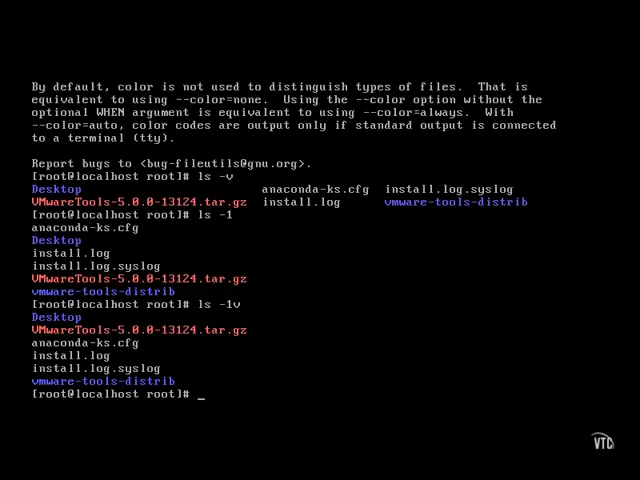 By default, color is not used to distinguish types of files.  That is
equivalent to using --color=none.  Using the --color option without the
optional WHEN argument is equivalent to using --color=always.  With
--color=auto, color codes are output only if standard output is connected
to a terminal (tty).
Report bugs to <bug-fileutils@gnu.org>.
[root@localhost root]# ls -v
Desktop anaconda-ks.cfg install.log.syslog
VMwareTools-5.0.0-13124.tar.gz install.log vmware-tools-distrib
[root@localhost root]# ls -1
anaconda-ks.cfg
Desktop
install.log
install.log.syslog
VMwareTools-5.0.0-13124.tar.gz
vmware-tools-distrib
[root@localhost root]# ls -1v
Desktop
VMwareTools-5.0.0-13124.tar.gz
anaconda-ks.cfg
install.log
install.log.syslog
vmware-tools-distrib
[root@localhost root]# _
VTC